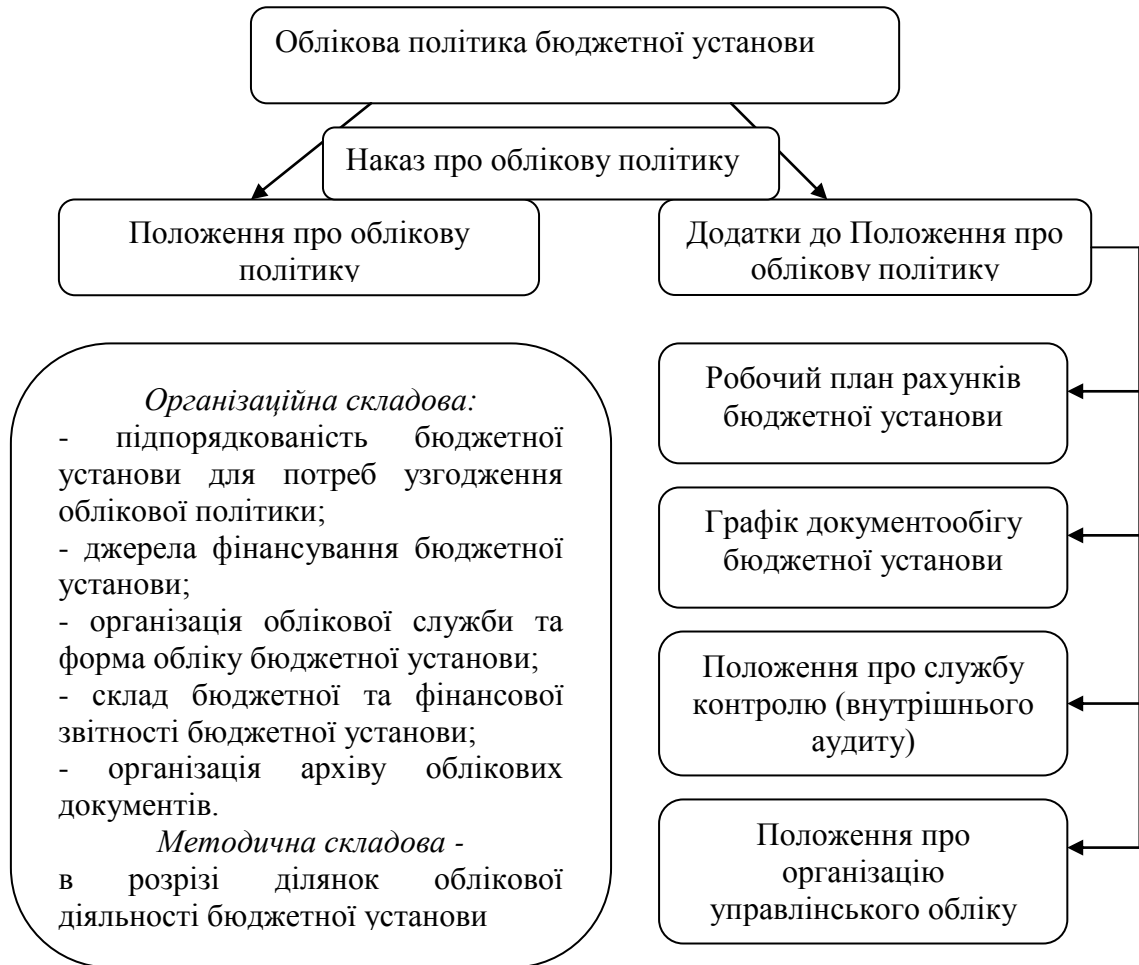 Облікова політика бюджетної установи
Наказ про облікову політику
Положення про облікову
політику
Додатки до Положення про
облікову політику
Організаційна складова:
- підпорядкованість бюджетної
установи для потреб узгодження
облікової політики;
- джерела фінансування бюджетної
установи;
- організація облікової служби та
форма обліку бюджетної установи;
- склад бюджетної та фінансової
звітності бюджетної установи;
- організація архіву облікових
документів.
Методична складова -
в розрізі ділянок облікової
діяльності бюджетної установи
Робочий план рахунків
бюджетної установи
Графік документообігу
бюджетної установи
Положення про службу
контролю (внутрішнього
аудиту)
Положення про
організацію
управлінського обліку